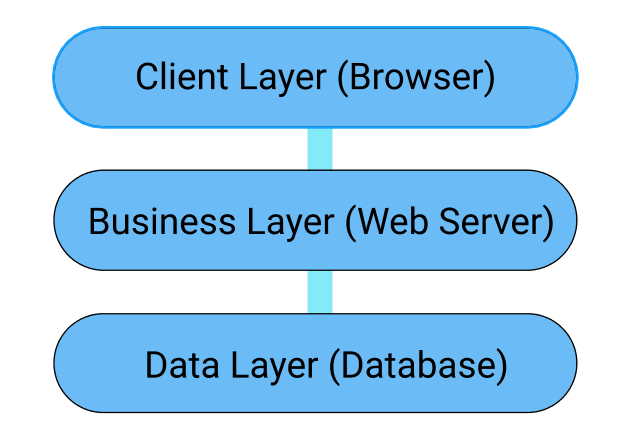 Client Layer (Browser)
Business Layer (Web Server)
Data Layer (Database)